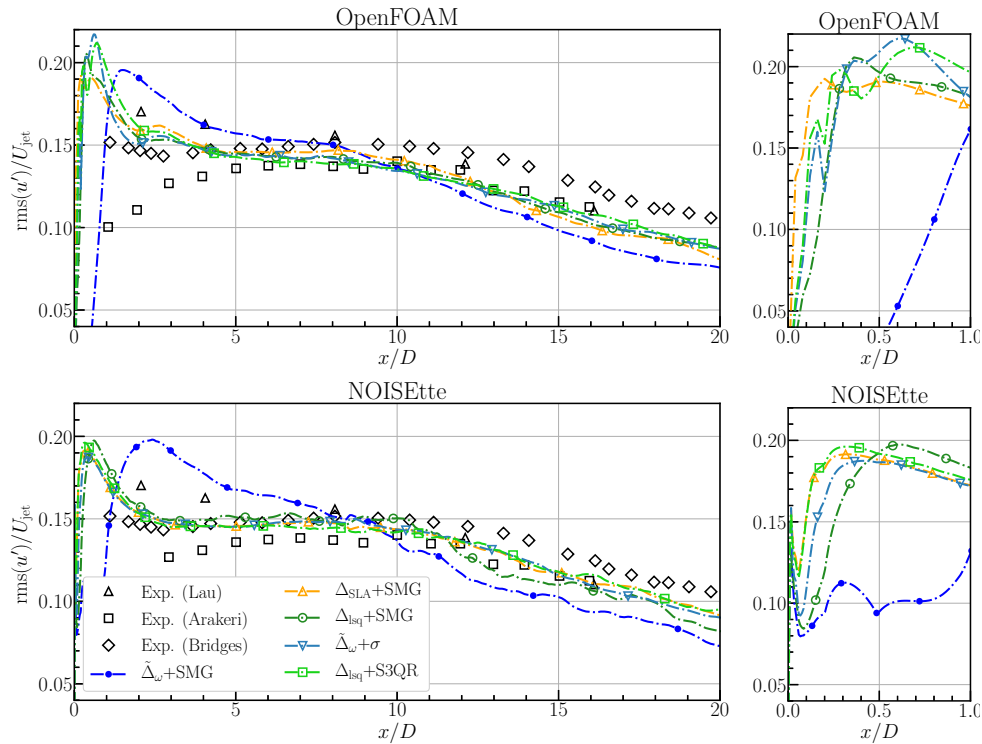 OpenFOAM
rms(u′)/U_jet
0.20
0.15
0.10
0.05
0 5 10 15 20
x/D
OpenFOAM
0.20
0.15
0.10
0.05
0.0 0.5 1.0
x/D
NOISEtte
rms(u′)/U_jet
0.20
0.15
0.10
0.05
Exp. (Lau)
Exp. (Arakeri)
Exp. (Bridges)
Δ̃_ω+SMG
Δ_SLA+SMG
Δ_lsq+SMG
Δ̃_ω+σ
Δ_lsq+S3QR
0 5 10 15 20
x/D
NOISEtte
0.20
0.15
0.10
0.05
0.0 0.5 1.0
x/D